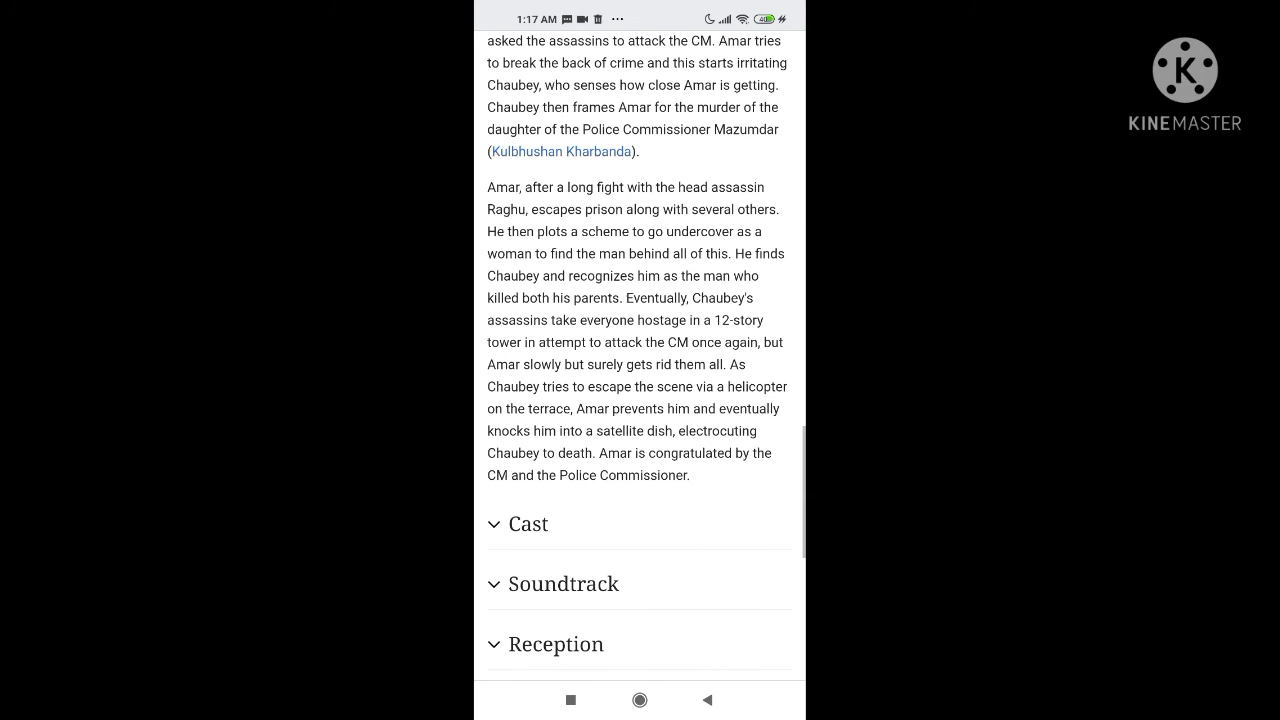 1:17 AM
40
asked the assassins to attack the CM. Amar tries
to break the back of crime and this starts irritating
Chaubey, who senses how close Amar is getting.
Chaubey then frames Amar for the murder of the
daughter of the Police Commissioner Mazumdar
(Kulbhushan Kharbanda).
Amar, after a long fight with the head assassin
Raghu, escapes prison along with several others.
He then plots a scheme to go undercover as a
woman to find the man behind all of this. He finds
Chaubey and recognizes him as the man who
killed both his parents. Eventually, Chaubey's
assassins take everyone hostage in a 12-story
tower in attempt to attack the CM once again, but
Amar slowly but surely gets rid them all. As
Chaubey tries to escape the scene via a helicopter
on the terrace, Amar prevents him and eventually
knocks him into a satellite dish, electrocuting
Chaubey to death. Amar is congratulated by the
CM and the Police Commissioner.
Cast
Soundtrack
Reception
K
KINEMASTER